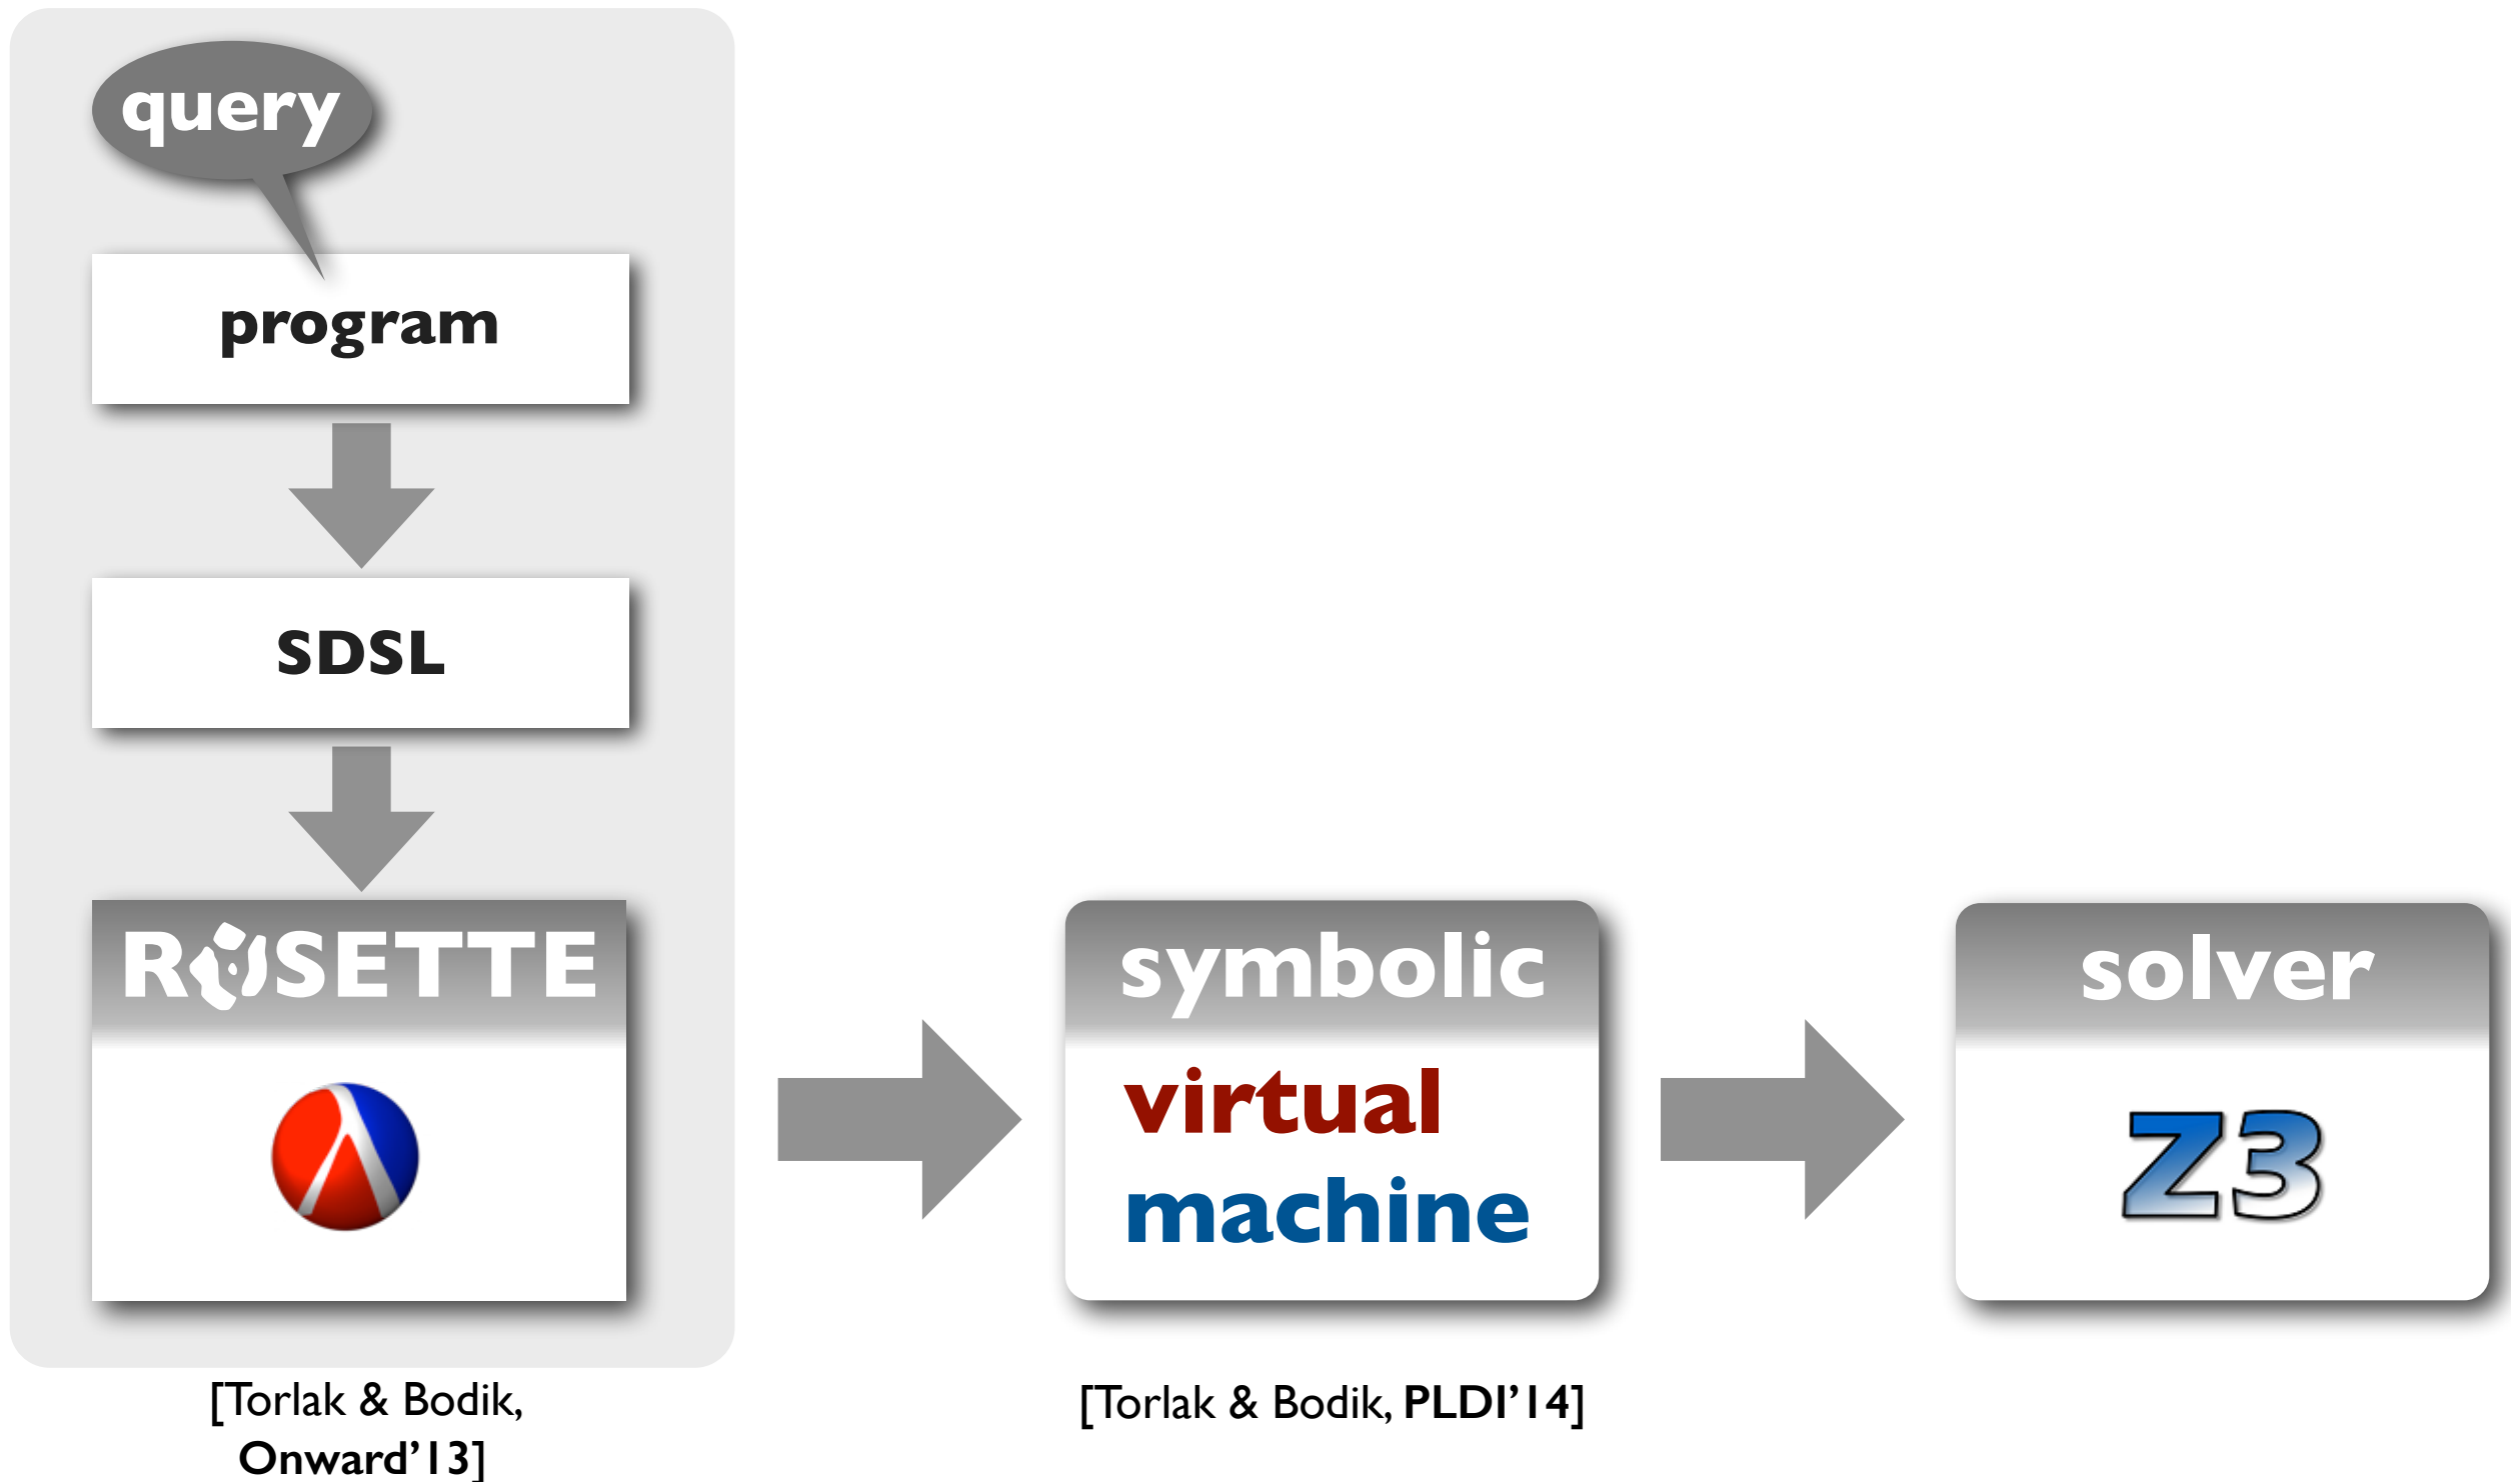 query
program
SDSL
ROSETTE
[Torlak & Bodik,
Onward'13]
symbolic
virtual
machine
[Torlak & Bodik, PLDI'14]
solver
Z3